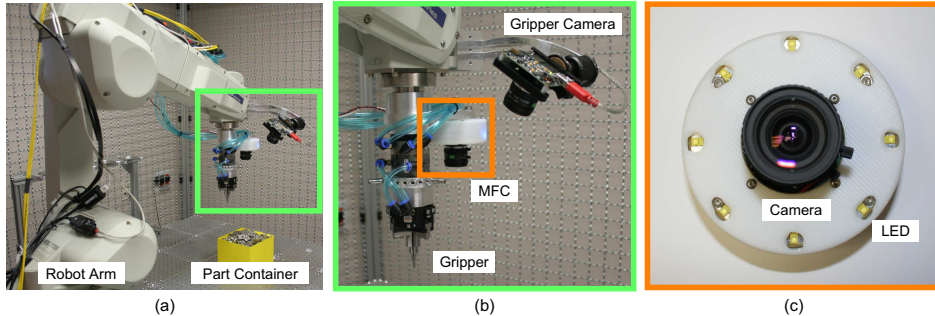 Robot Arm
Part Container
(a)
Gripper Camera
MFC
Gripper
(b)
Camera
LED
(c)